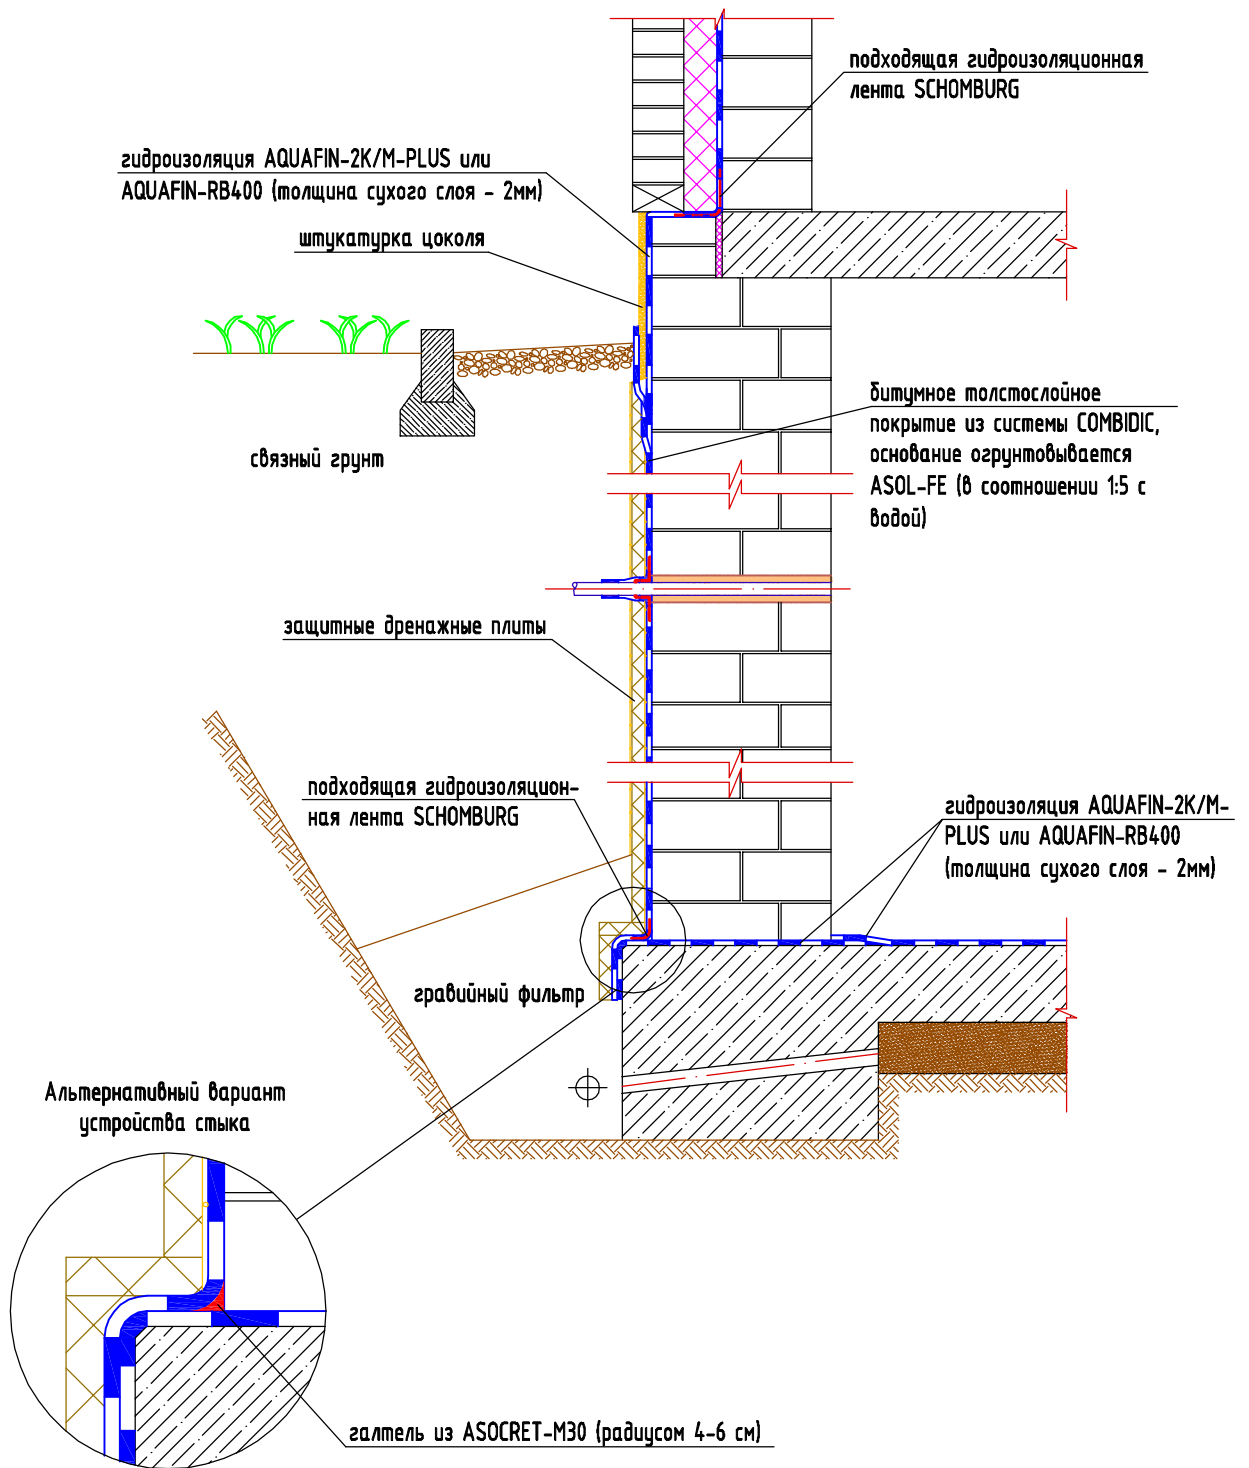 подходящая гидроизоляционная
лента SCHOMBURG
гидроизоляция AQUAFIN-2K/M-PLUS или
AQUAFIN-RB400 (толщина сухого слоя - 2мм)
штукатурка цоколя
связный грунт
битумное толстослойное
покрытие из системы COMBIDIC,
основание огрунтовывается
ASOL-FE (в соотношении 1:5 с
водой)
защитные дренажные плиты
подходящая гидроизоляцион-
ная лента SCHOMBURG
гидроизоляция AQUAFIN-2K/M-
PLUS или AQUAFIN-RB400
(толщина сухого слоя - 2мм)
гравийный фильтр
Альтернативный вариант
устройства стыка
галтель из ASOCRET-M30 (радиусом 4-6 см)